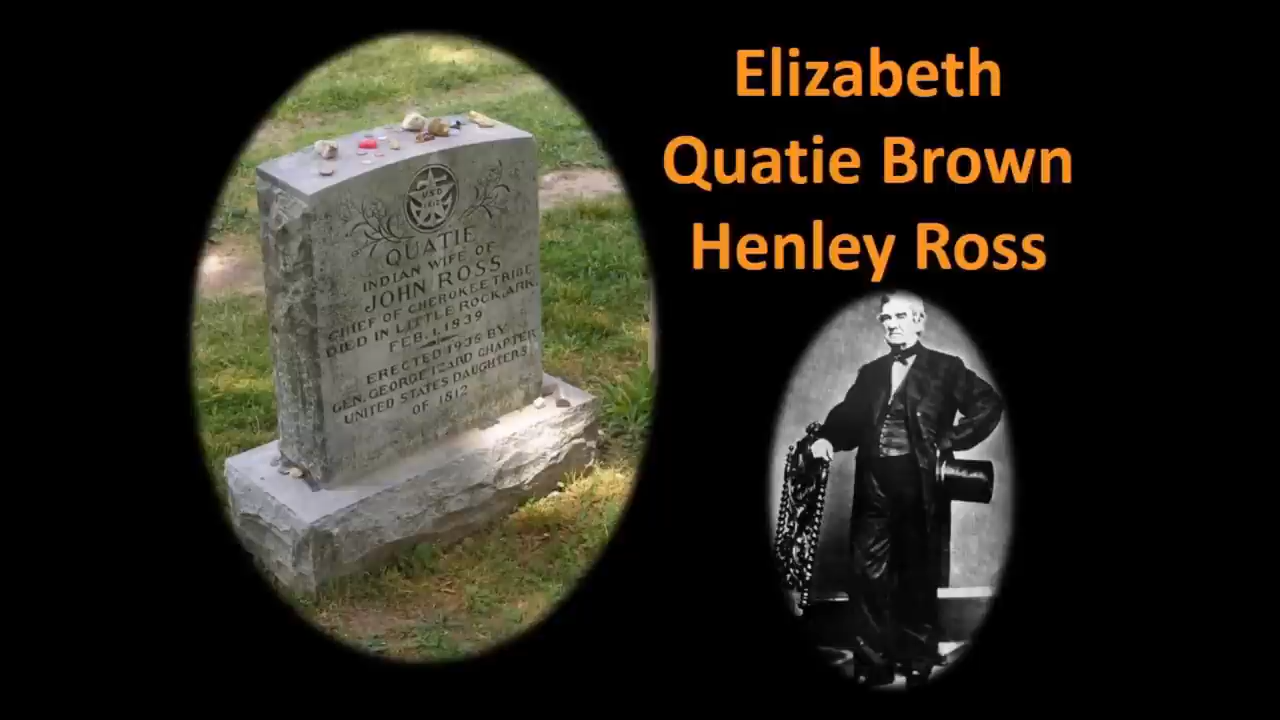 Elizabeth
Quatie Brown
Henley Ross
U.S.D
1812
QUATIE
INDIAN WIFE OF
JOHN ROSS
CHIEF OF CHEROKEE TRIBE
DIED IN LITTLE ROCK, ARK.
FEB. 1, 1839
ERECTED 1935 BY
GEN. GEORGE IZARD CHAPTER
UNITED STATES DAUGHTERS
OF 1812